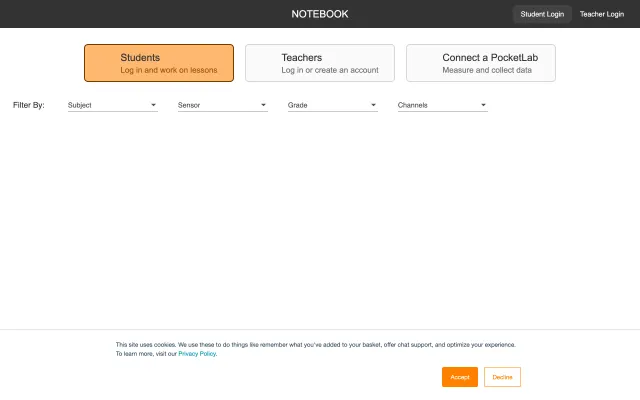 NOTEBOOK
Student Login
Teacher Login
Students
Log in and work on lessons
Teachers
Log in or create an account
Connect a PocketLab
Measure and collect data
Filter By:
Subject
Sensor
Grade
Channels
This site uses cookies. We use these to do things like remember what you've added to your basket, offer chat support, and optimize your experience.
To learn more, visit our Privacy Policy.
Accept
Decline